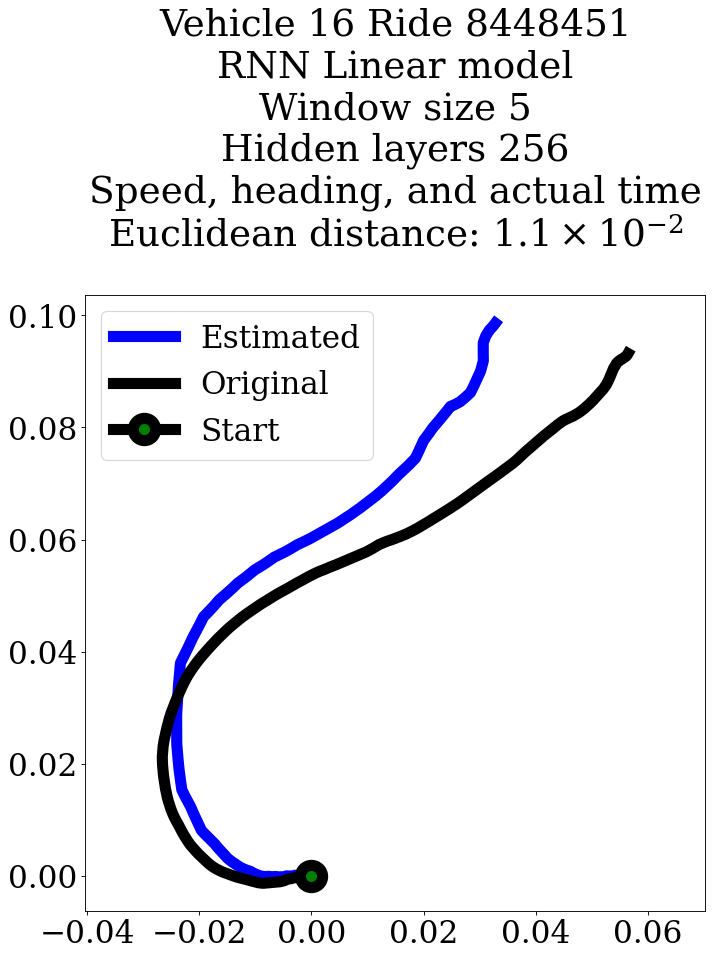 Vehicle 16 Ride 8448451
RNN Linear model
Window size 5
Hidden layers 256
Speed, heading, and actual time
Euclidean distance: 1.1 × 10⁻²
Estimated
Original
Start
0.10
0.08
0.06
0.04
0.02
0.00
−0.04 −0.02 0.00 0.02 0.04 0.06